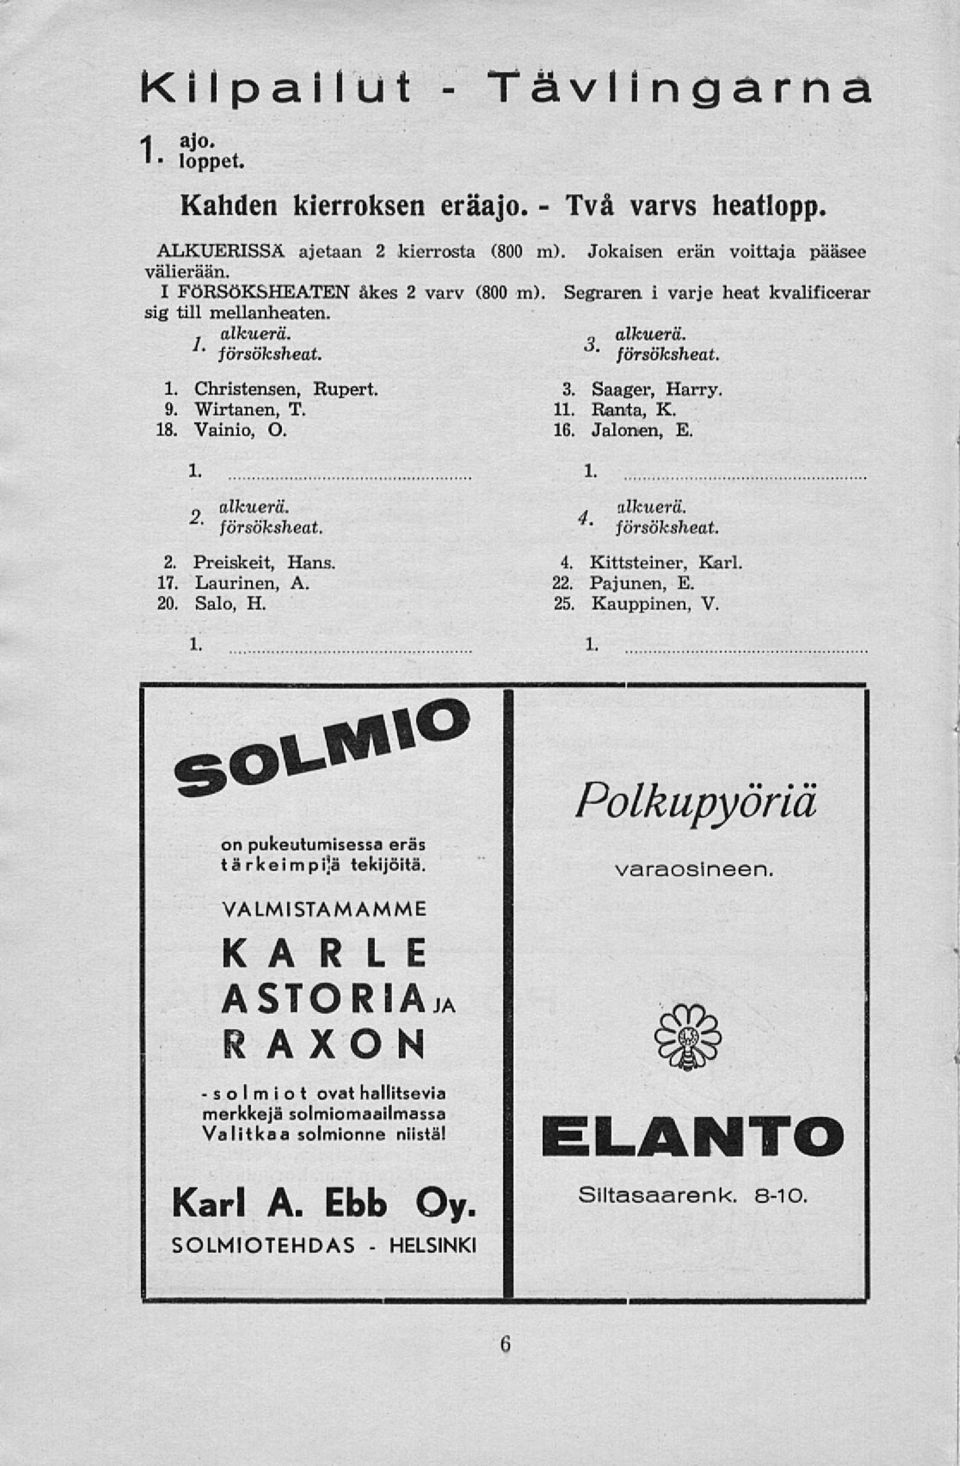 Kilpailut - Tävlingarna
1. ajo.
loppet.
Kahden kierroksen eräajo. - Två varvs heatlopp.
ALKUERISSÄ ajetaan 2 kierrosta (800 m). Jokaisen erän voittaja pääsee
välierään.
I FÖRSÖKSHEATEN åkes 2 varv (800 m). Segraren i varje heat kvalificerar
sig till mellanheaten.
1. alkuerä.
försöksheat.
1. Christensen, Rupert.
9. Wirtanen, T.
18. Vainio, O.
1. ................................................
2. alkuerä.
försöksheat.
2. Preiskeit, Hans.
17. Laurinen, A.
20. Salo, H.
1. ................................................
3. alkuerä.
försöksheat.
3. Saager, Harry.
11. Ranta, K.
16. Jalonen, E.
1. ................................................
4. alkuerä.
försöksheat.
4. Kittsteiner, Karl.
22. Pajunen, E.
25. Kauppinen, V.
1. ................................................
SOLMIO
on pukeutumisessa eräs
tärkeimpiä tekijöitä.
VALMISTAMAMME
KARLE
ASTORIA JA
RAXON
-solmiot ovat hallitsevia
merkkejä solmiomaailmassa
Valitkaa solmionne niistä!
Karl A. Ebb Oy.
SOLMIOTEHDAS - HELSINKI
Polkupyöriä
varaosineen.
ELANTO
Siltasaarenk. 8-10.
6